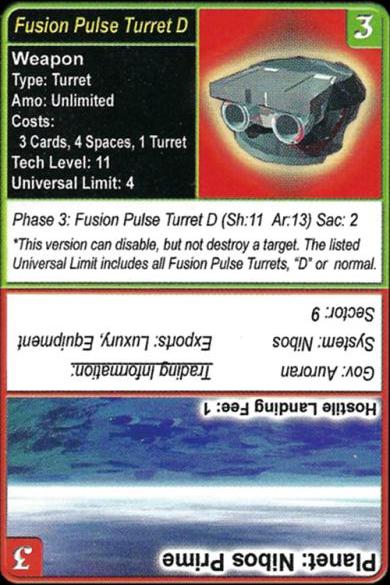 Fusion Pulse Turret D
3
Weapon
Type: Turret
Amo: Unlimited
Costs:
3 Cards, 4 Spaces, 1 Turret
Tech Level: 11
Universal Limit: 4
Phase 3: Fusion Pulse Turret D (Sh:11 Ar:13) Sac: 2
*This version can disable, but not destroy a target. The listed
Universal Limit includes all Fusion Pulse Turrets, "D" or normal.
Planet: Nibos Prime
3
Hostile Landing Fee: 1
Gov: Auroran
System: Nibos
Sector: 9
Trading Information:
Exports: Luxury, Equipment